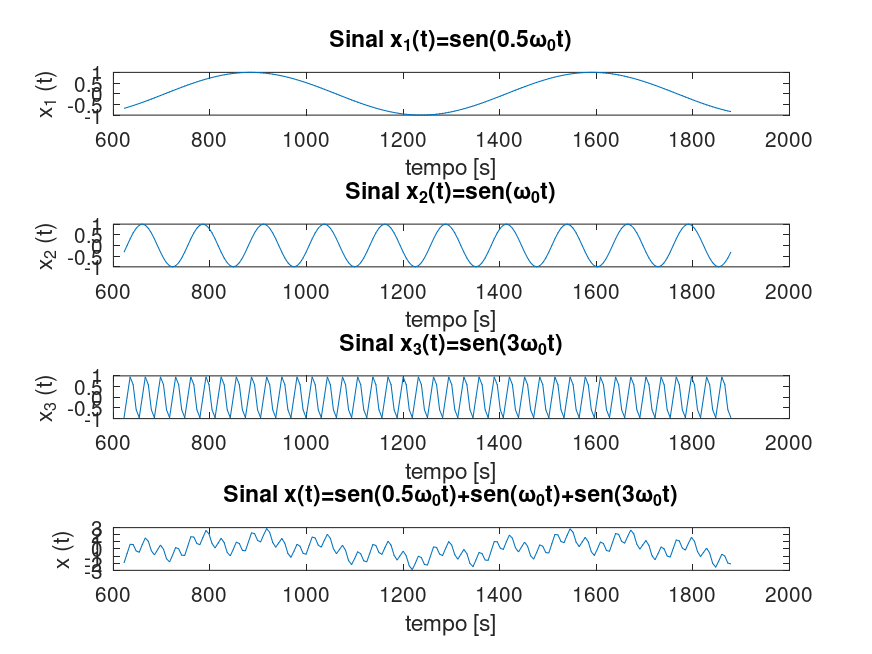 Sinal x₁(t)=sen(0.5ω₀t)
1
0.5
0
-0.5
-1
x₁ (t)
600 800 1000 1200 1400 1600 1800 2000
tempo [s]
Sinal x₂(t)=sen(ω₀t)
1
0.5
0
-0.5
-1
x₂ (t)
600 800 1000 1200 1400 1600 1800 2000
tempo [s]
Sinal x₃(t)=sen(3ω₀t)
1
0.5
0
-0.5
-1
x₃ (t)
600 800 1000 1200 1400 1600 1800 2000
tempo [s]
Sinal x(t)=sen(0.5ω₀t)+sen(ω₀t)+sen(3ω₀t)
3
0
-3
x (t)
600 800 1000 1200 1400 1600 1800 2000
tempo [s]